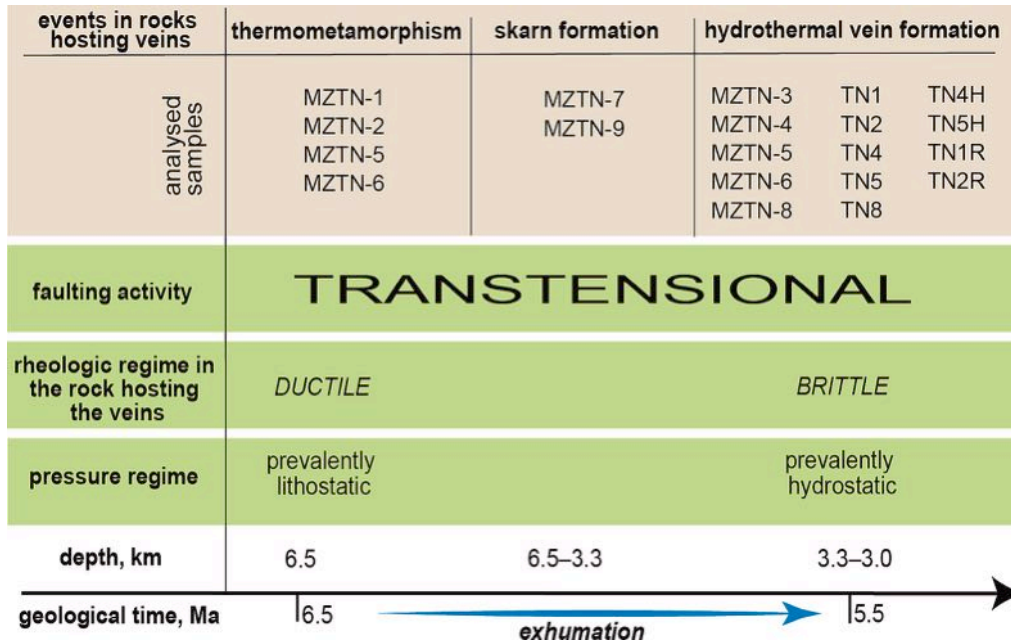 events in rocks
hosting veins
thermometamorphism
skarn formation
hydrothermal vein formation
analysed
samples
MZTN-1
MZTN-2
MZTN-5
MZTN-6
MZTN-7
MZTN-9
MZTN-3 TN1 TN4H
MZTN-4 TN2 TN5H
MZTN-5 TN4 TN1R
MZTN-6 TN5 TN2R
MZTN-8 TN8
faulting activity
TRANSTENSIONAL
rheologic regime in
the rock hosting
the veins
DUCTILE
BRITTLE
pressure regime
prevalently
lithostatic
prevalently
hydrostatic
depth, km 6.5 6.5–3.3 3.3–3.0
geological time, Ma 6.5 5.5
exhumation